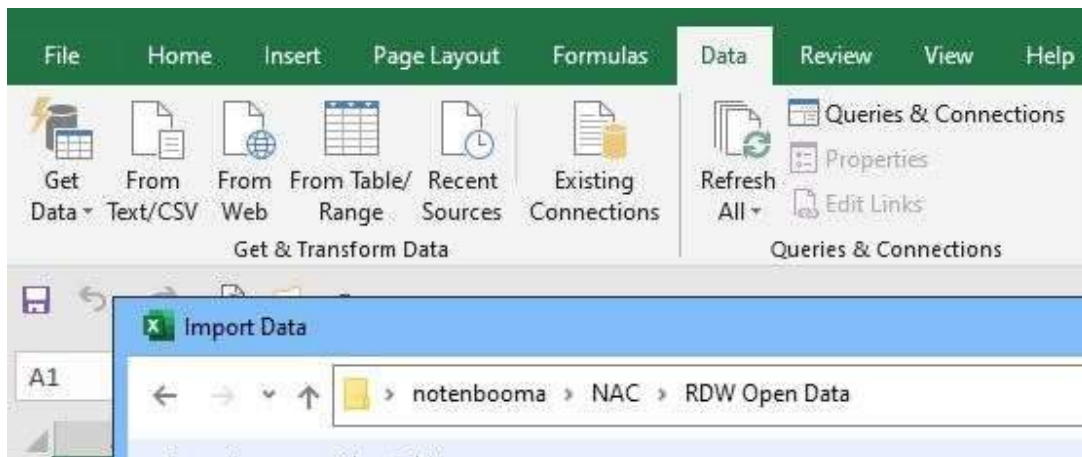 File Home Insert Page Layout Formulas Data Review View Help
Get Data From Text/CSV From Web From Table/ Range Recent Sources Existing Connections Refresh All Queries & Connections
Properties
Edit Links
Get & Transform Data Queries & Connections
Import Data
A1
notenbooma > NAC > RDW Open Data